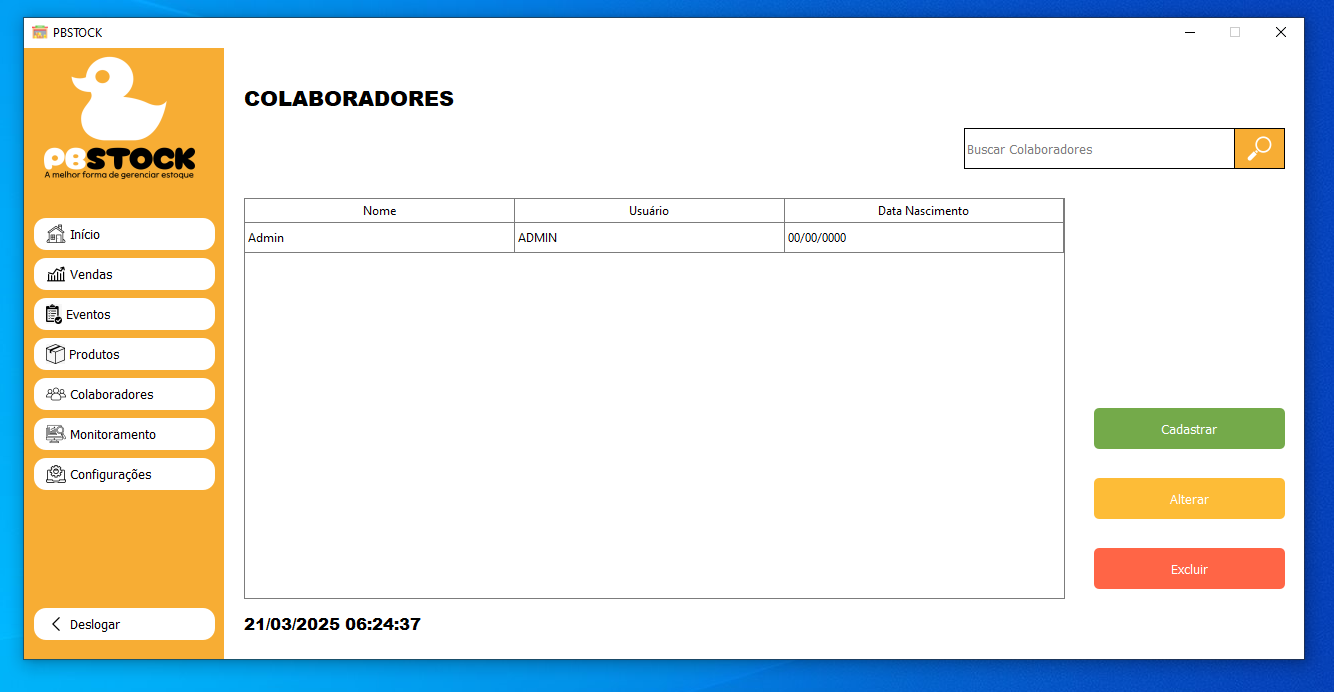 PBSTOCK
PBSTOCK
A melhor forma de gerenciar estoque
Início
Vendas
Eventos
Produtos
Colaboradores
Monitoramento
Configurações
Deslogar
COLABORADORES
Buscar Colaboradores
Nome Usuário Data Nascimento
Admin ADMIN 00/00/0000
Cadastrar
Alterar
Excluir
21/03/2025 06:24:37